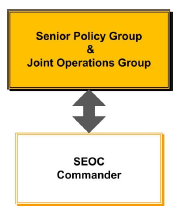 Senior Policy Group
&
Joint Operations Group
SEOC
Commander